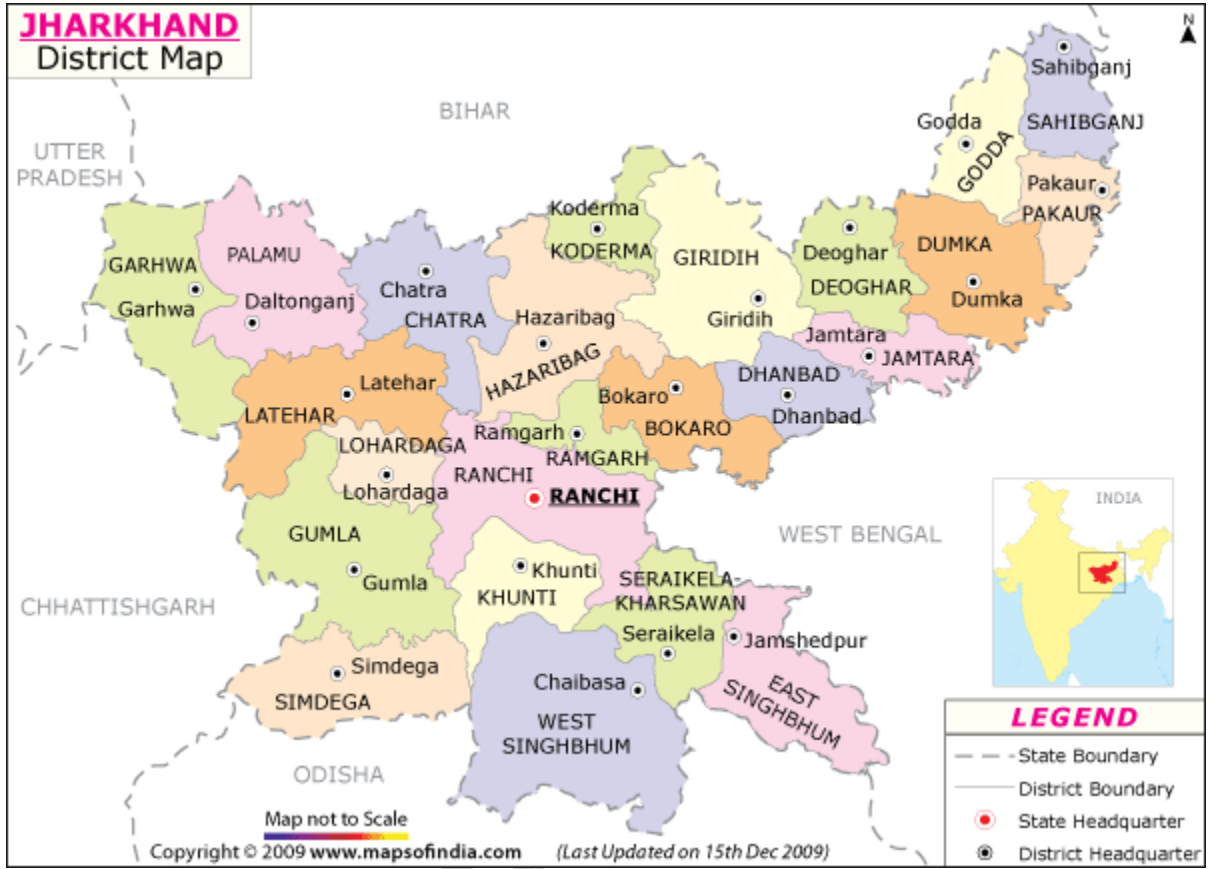 JHARKHAND
District Map
N
BIHAR
UTTER
PRADESH
Sahibganj
SAHIBGANJ
Godda
GODDA
Pakaur
PAKAUR
Koderma
KODERMA
GIRIDIH
Giridih
Deoghar
DEOGHAR
DUMKA
Dumka
PALAMU
Daltonganj
GARHWA
Garhwa
Chatra
CHATRA
Hazaribag
HAZARIBAG
Jamtara
JAMTARA
DHANBAD
Dhanbad
Bokaro
BOKARO
Latehar
LATEHAR
LOHARDAGA
Lohardaga
Ramgarh
RAMGARH
RANCHI
RANCHI
GUMLA
Gumla
Khunti
KHUNTI
SERAIKELA-
KHARSAWAN
Seraikela
Jamshedpur
EAST
SINGHBHUM
Simdega
SIMDEGA
Chaibasa
WEST
SINGHBHUM
WEST BENGAL
CHHATTISHGARH
ODISHA
INDIA
LEGEND
State Boundary
District Boundary
State Headquarter
District Headquarter
Map not to Scale
Copyright © 2009 www.mapsofindia.com (Last Updated on 15th Dec 2009)